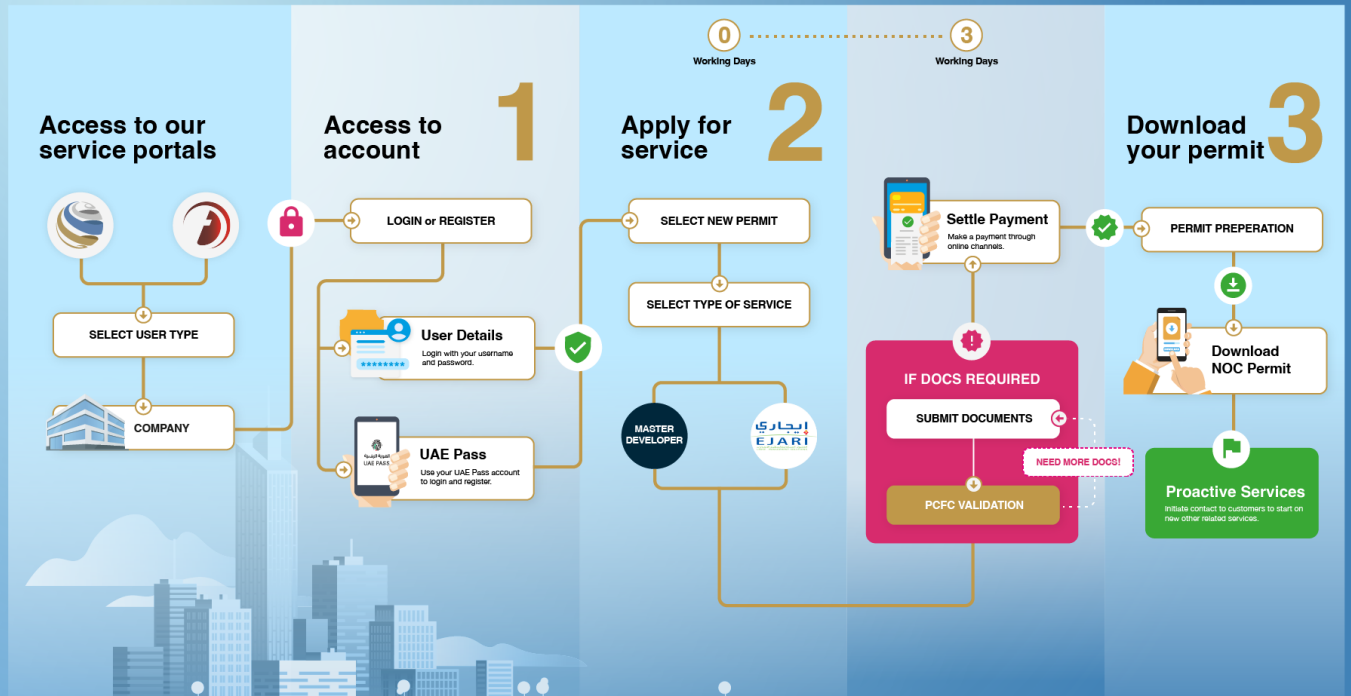 0
Working Days
3
Working Days
Access to our
service portals
SELECT USER TYPE
COMPANY
1
Access to
account
LOGIN or REGISTER
User Details
Login with your username
and password.
********
UAE PASS
UAE Pass
Use your UAE Pass account
to login and register.
2
Apply for
service
SELECT NEW PERMIT
SELECT TYPE OF SERVICE
MASTER
DEVELOPER
إيجاري
EJARI
Settle Payment
Make a payment through
online channels.
IF DOCS REQUIRED
SUBMIT DOCUMENTS
NEED MORE DOCS!
PCFC VALIDATION
3
Download
your permit
PERMIT PREPERATION
Download
NOC Permit
Proactive Services
Initiate contact to customers to start on
new other related services.